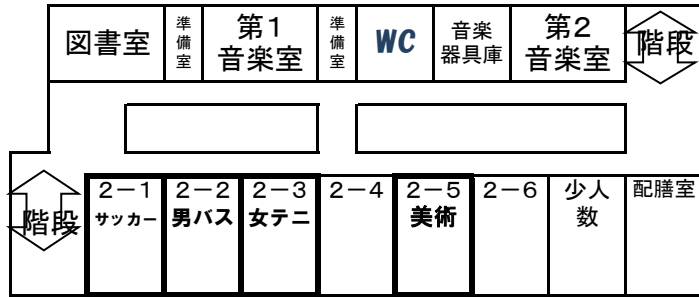 図書室
準備室
第1
音楽室
準備室
WC
音楽
器具庫
第2
音楽室
階段
階段
2－1
サッカー
2－2
男バス
2－3
女テニ
2－4
2－5
美術
2－6
少人
数
配膳室